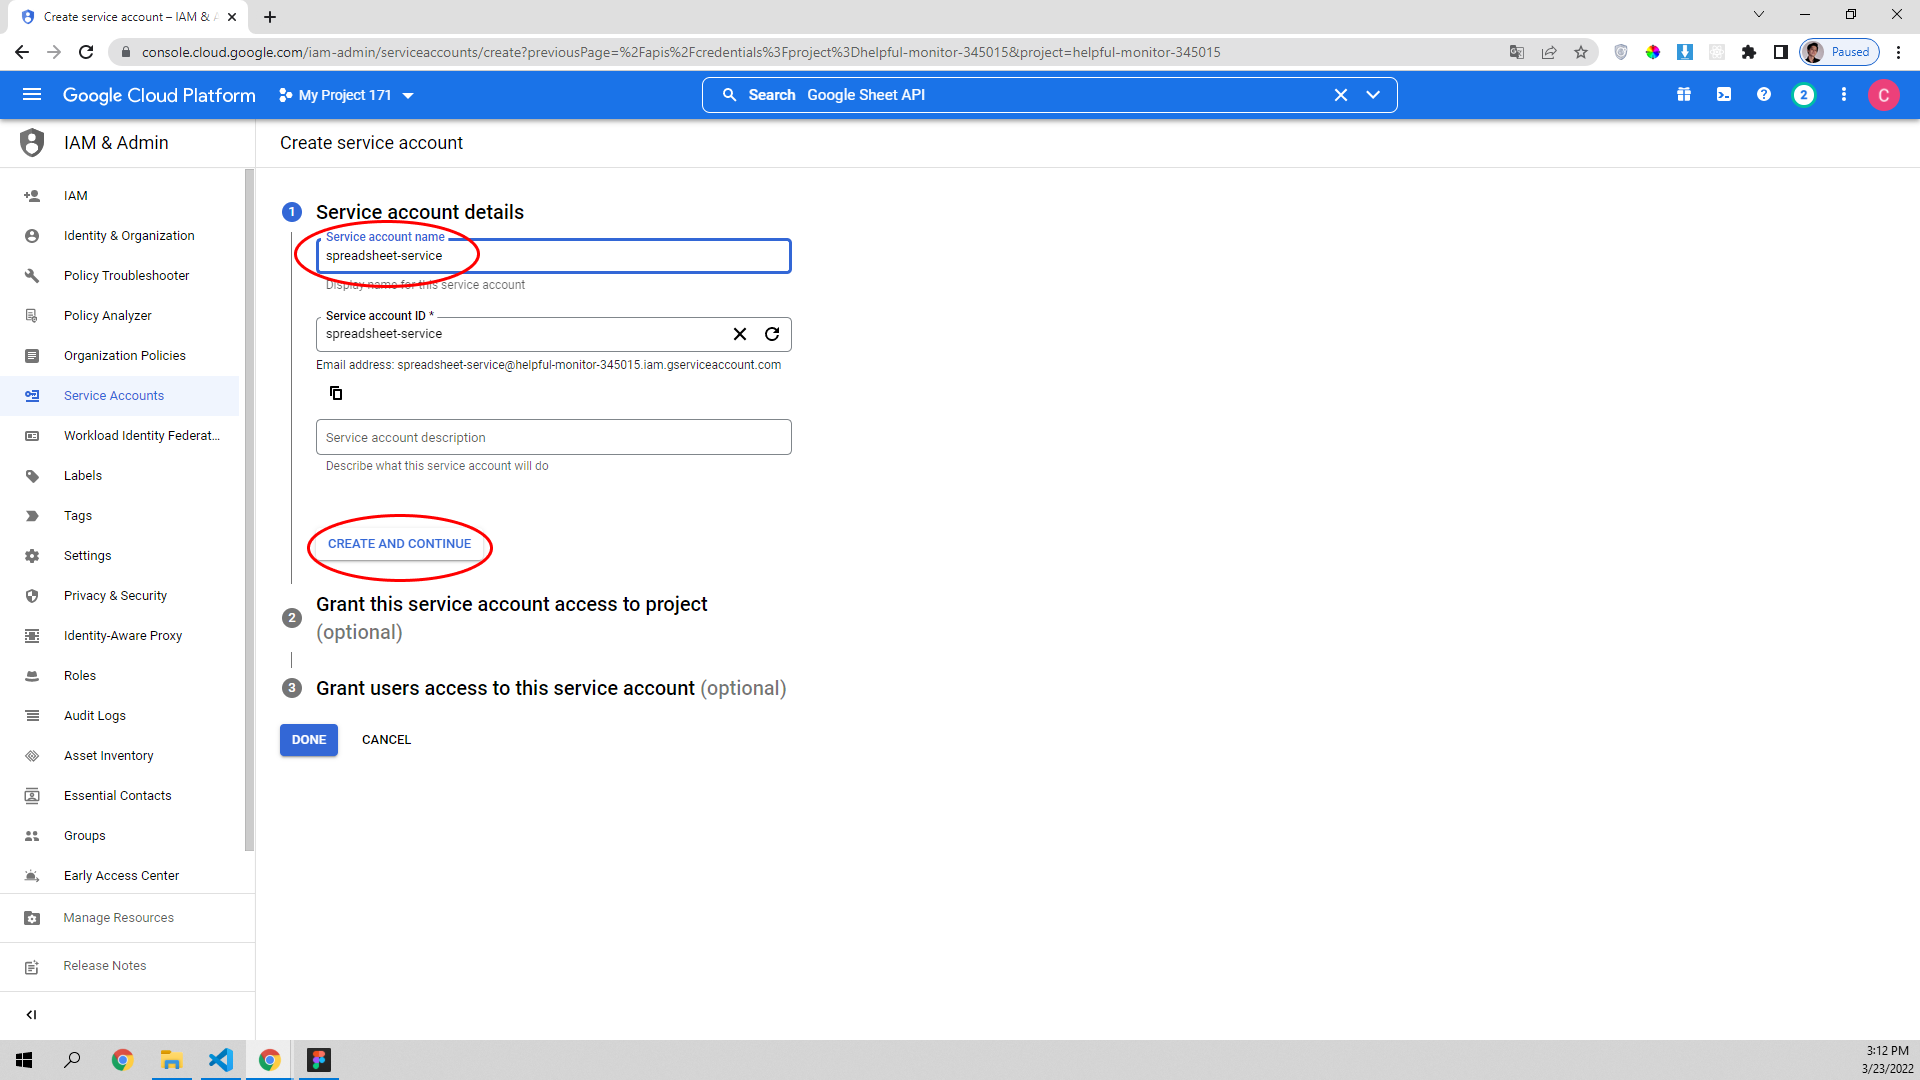 Create service account – IAM & A
console.cloud.google.com/iam-admin/serviceaccounts/create?previousPage=%2Fapis%2Fcredentials%3Fproject%3Dhelpful-monitor-345015&project=helpful-monitor-345015
Paused
Google Cloud Platform
My Project 171
Search Google Sheet API
2
C
IAM & Admin
Create service account
IAM
Identity & Organization
Policy Troubleshooter
Policy Analyzer
Organization Policies
Service Accounts
Workload Identity Federat...
Labels
Tags
Settings
Privacy & Security
Identity-Aware Proxy
Roles
Audit Logs
Asset Inventory
Essential Contacts
Groups
Early Access Center
Manage Resources
Release Notes
1 Service account details
Service account name
spreadsheet-service
Display name for this service account
Service account ID *
spreadsheet-service
Email address: spreadsheet-service@helpful-monitor-345015.iam.gserviceaccount.com
Service account description
Describe what this service account will do
CREATE AND CONTINUE
2 Grant this service account access to project
(optional)
3 Grant users access to this service account (optional)
DONE CANCEL
3:12 PM
3/23/2022